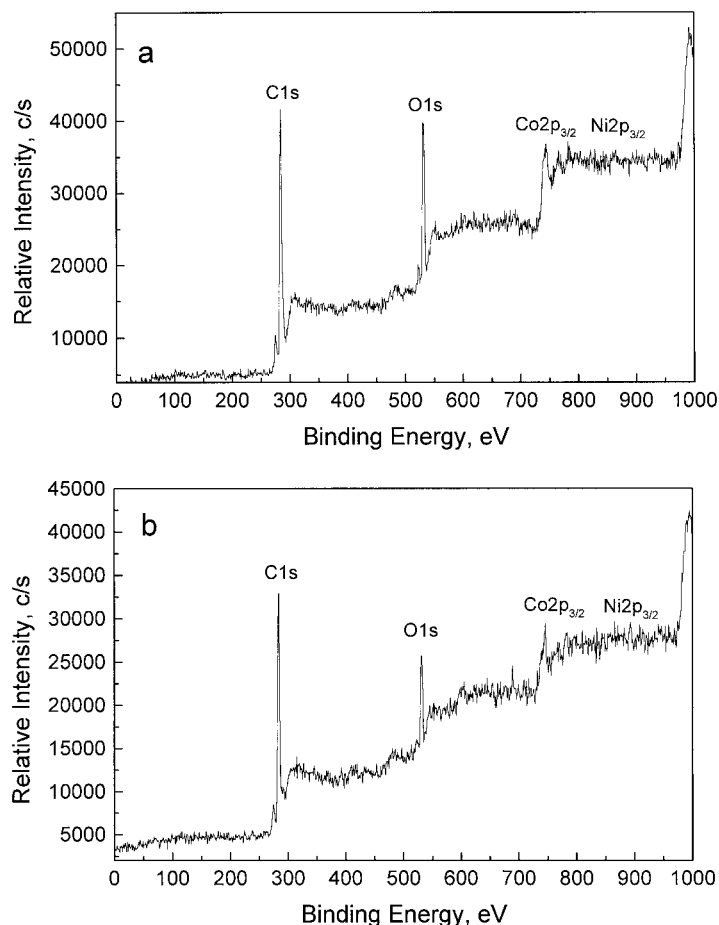 a
C1s
O1s
Co2p3/2 Ni2p3/2
50000
40000
30000
20000
10000
Relative Intensity, c/s
0 100 200 300 400 500 600 700 800 900 1000
Binding Energy, eV
b
C1s
O1s
Co2p3/2 Ni2p3/2
45000
40000
35000
30000
25000
20000
15000
10000
5000
Relative Intensity, c/s
0 100 200 300 400 500 600 700 800 900 1000
Binding Energy, eV